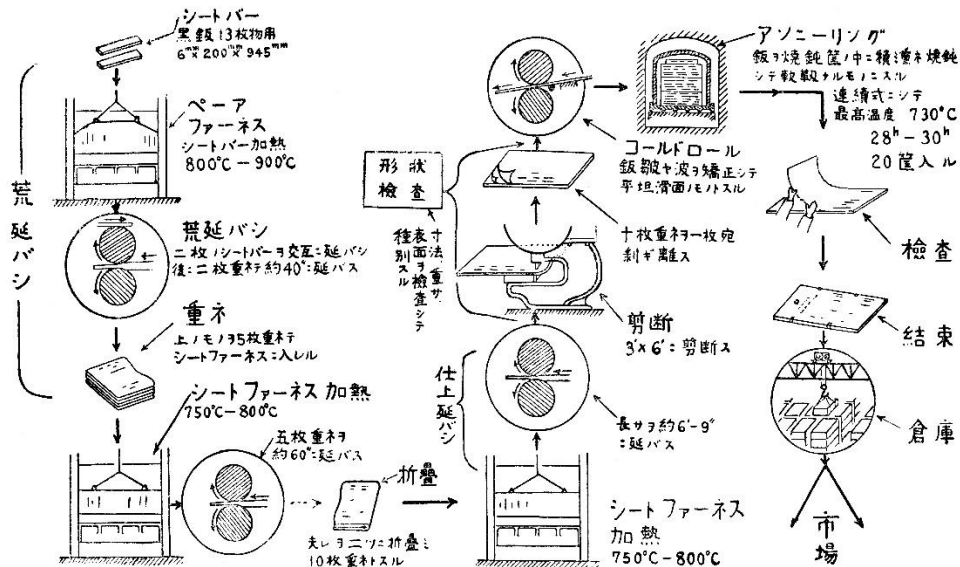 シートバー
黒鈑13枚物用
6m/m×200m/m×945m/m
荒延バシ
ペーア
ファーネス
シートバー加熱
800°C−900°C
荒延バシ
二枚ノシートバーヲ交互ニ延バシ
後ニ二枚重ネテ約40"ニ延バス
重ネ
上ノモノヲ5枚重ネテ
シートファーネスニ入レル
シートファーネス加熱
750°C−800°C
五枚重ネヲ
約60"ニ延バス
折疊
夫レヲ二ツニ折疊ミ
10枚重ネトスル
シートファーネス
加熱
750°C−800°C
仕上延バシ
長サヲ約6'−9"
ニ延バス
剪断
3'×6'ニ剪断ス
形状
檢査
寸法、重サ、
表面ヲ檢査シテ
種別スル
十枚重ネヲ一枚宛
剥ギ離ス
コールドロール
鈑皺ヤ波ヲ矯正シテ
平坦滑面ノモノトスル
アンニーリング
鈑ヲ焼鈍筐ノ中ニ積ミ重ネ焼鈍
シテ軟靱ナルモノニスル
連續式ニシテ
最高温度 730°C
28h−30h
20筐入ル
檢査
結束
倉庫
市場